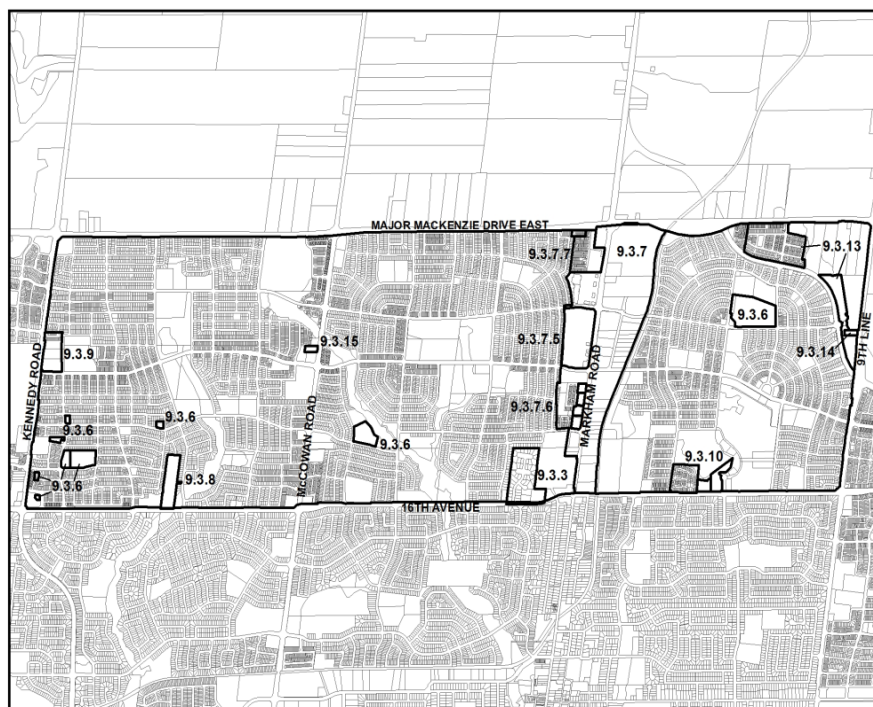 MAJOR MACKENZIE DRIVE EAST
9.3.7.7
9.3.7
9.3.13
9.3.6
9.3.7.5
9.3.15
9.3.14
9TH LINE
9.3.9
KENNEDY ROAD
MARKHAM ROAD
9.3.7.6
9.3.6
9.3.6
McCOWAN ROAD
9.3.6
9.3.10
9.3.3
9.3.6
9.3.8
16TH AVENUE